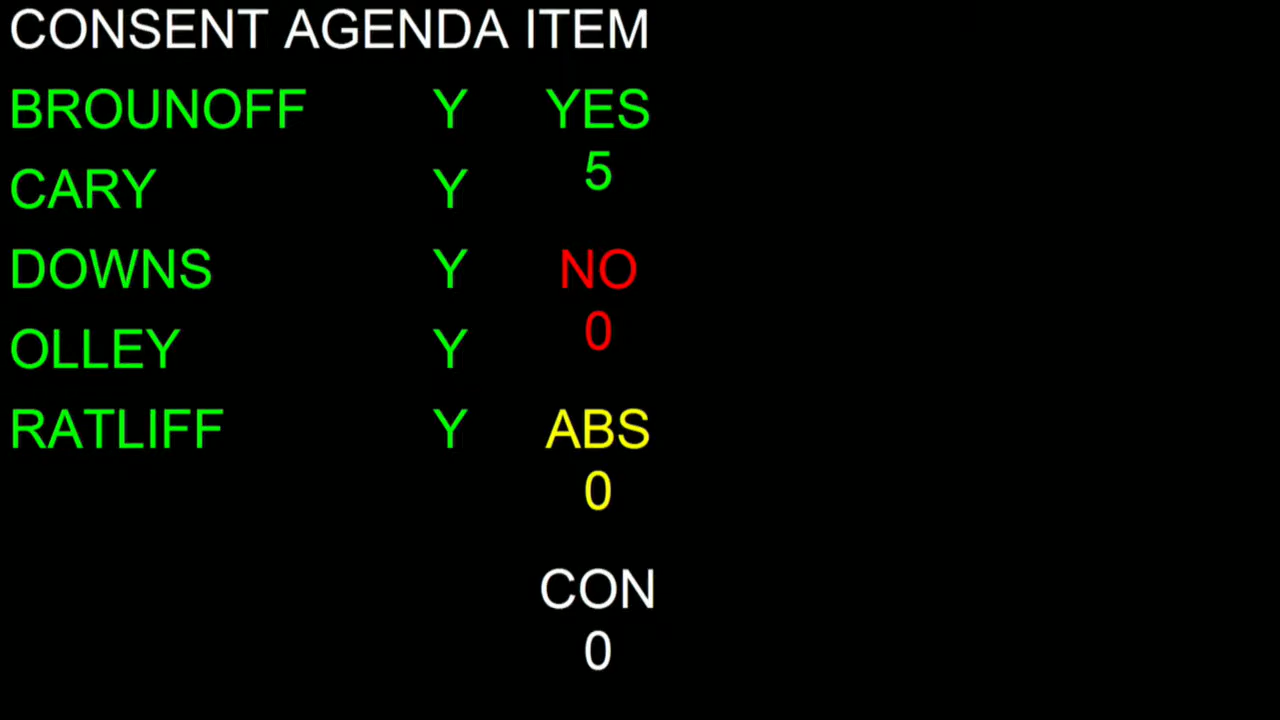 CONSENT AGENDA ITEM
BROUNOFF Y YES
5
CARY Y
DOWNS Y NO
0
OLLEY Y
RATLIFF Y ABS
0
CON
0